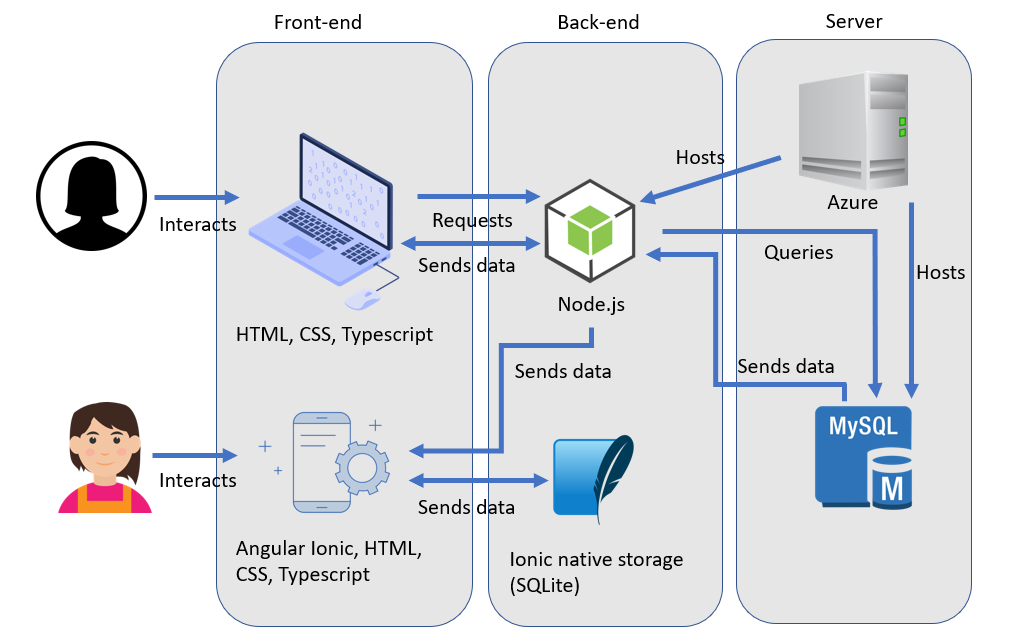 Front-end
Back-end
Server
Hosts
Azure
Interacts
Requests
Queries
Sends data
Hosts
Node.js
HTML, CSS, Typescript
Sends data
Sends data
MySQL
M
Interacts
Sends data
Angular Ionic, HTML,
CSS, Typescript
Ionic native storage
(SQLite)